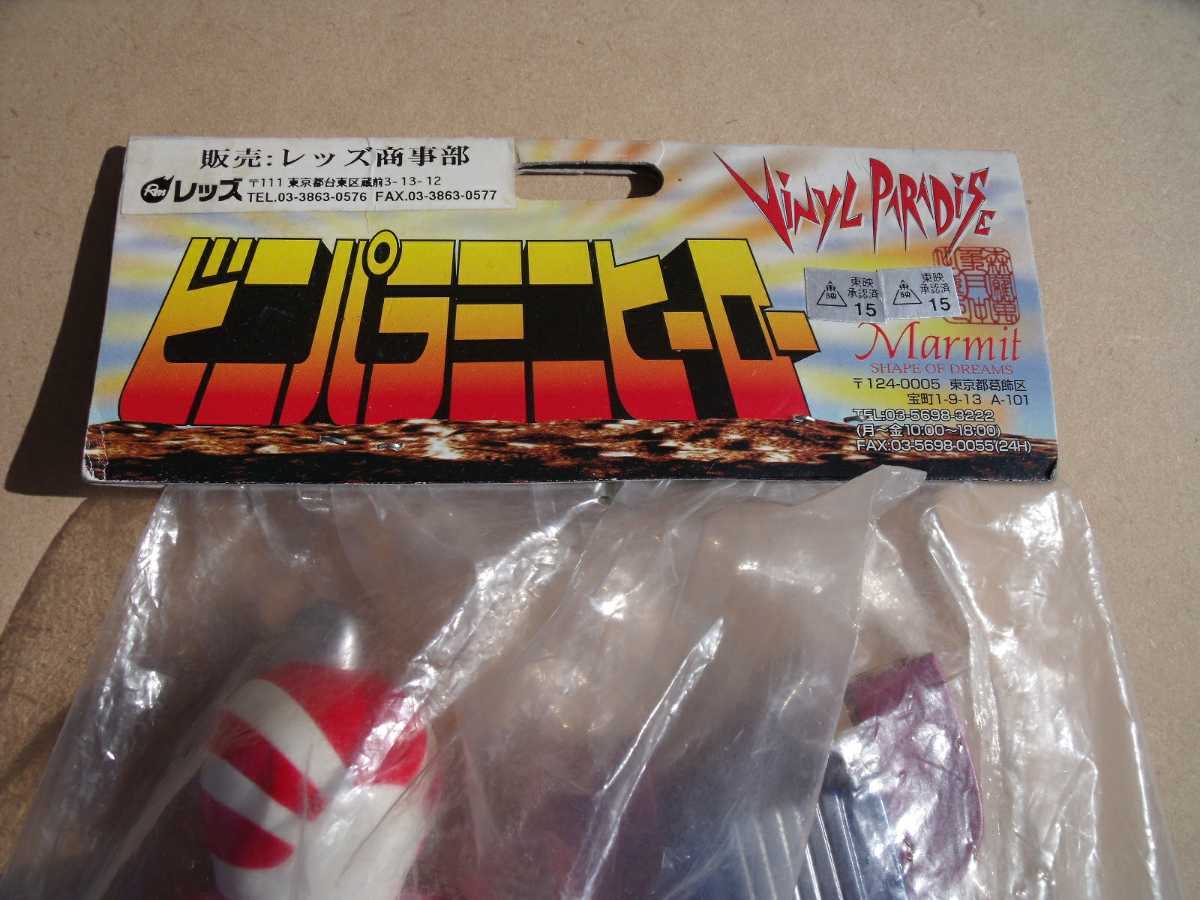 販売:レッズ商事部
Rm レッズ
〒111 東京都台東区蔵前3-13-12
TEL.03-3863-0576 FAX.03-3863-0577
VINYL PARADISE
ビンパラミニヒーロー
東映
承認済
15
東映
承認済
15
Marmit
SHAPE OF DREAMS
〒124-0005 東京都葛飾区
宝町1-9-13 A-101
TEL:03-5698-3222
(月~金10:00~18:00)
FAX:03-5698-0055(24H)